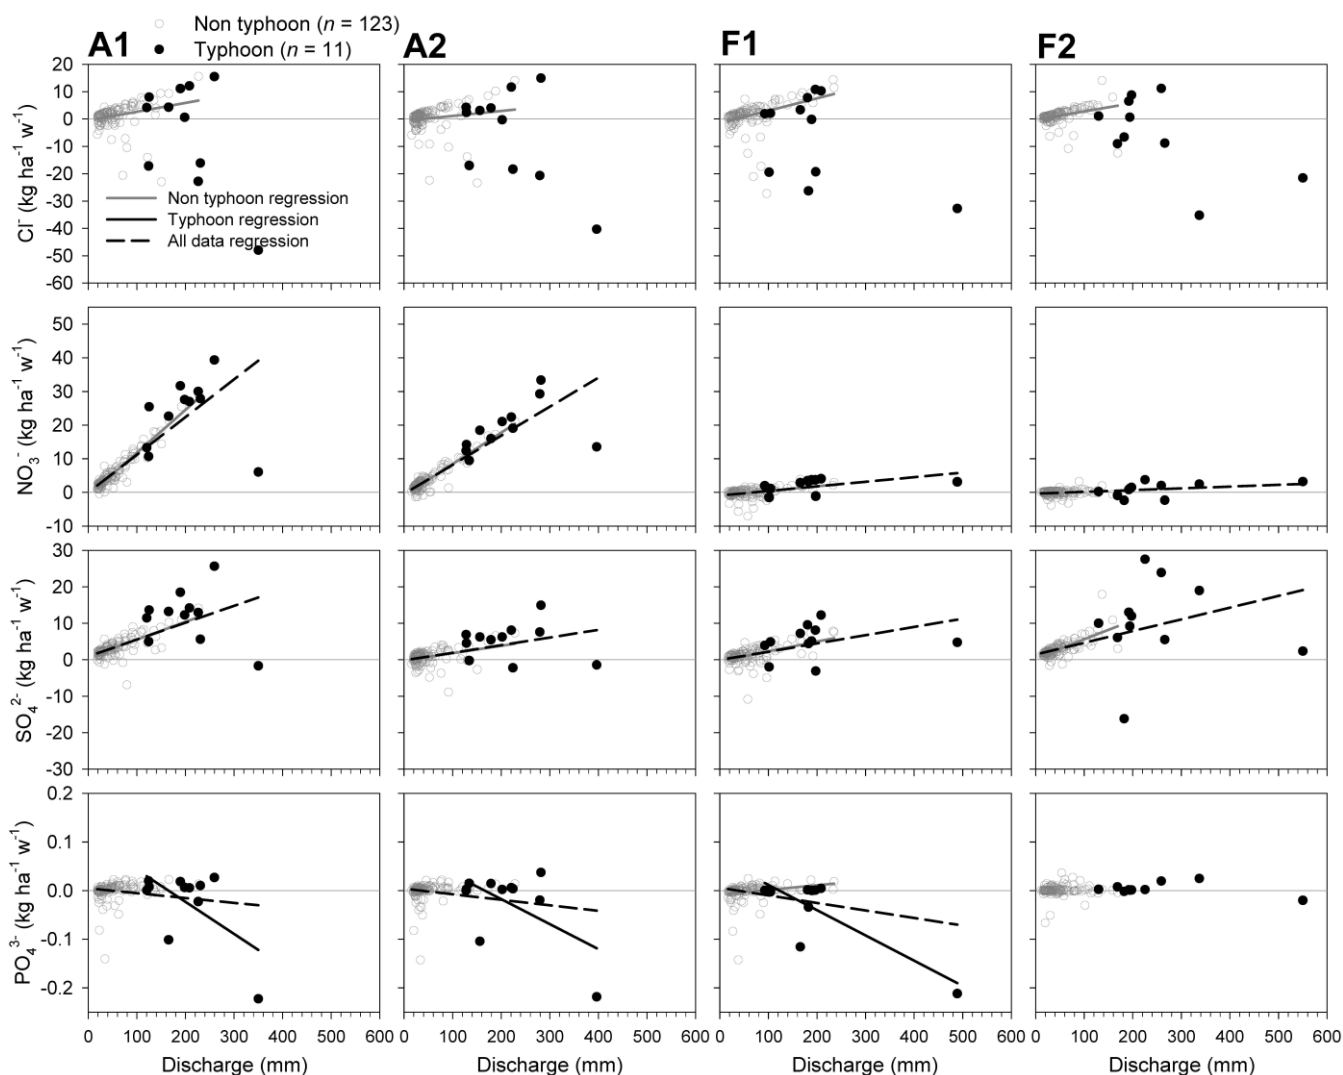 Non typhoon (n = 123)
Typhoon (n = 11)
A1 A2 F1 F2
20
10
0
-10
-20
-30
-40
-50
-60
Cl⁻ (kg ha⁻¹ w⁻¹)
Non typhoon regression
Typhoon regression
All data regression
50
40
30
20
10
0
-10
NO₃⁻ (kg ha⁻¹ w⁻¹)
30
20
10
0
-10
-20
-30
SO₄²⁻ (kg ha⁻¹ w⁻¹)
0.2
0.1
0.0
-0.1
-0.2
PO₄³⁻ (kg ha⁻¹ w⁻¹)
0 100 200 300 400 500 600 0 100 200 300 400 500 600 0 100 200 300 400 500 600 0 100 200 300 400 500 600
Discharge (mm) Discharge (mm) Discharge (mm) Discharge (mm)